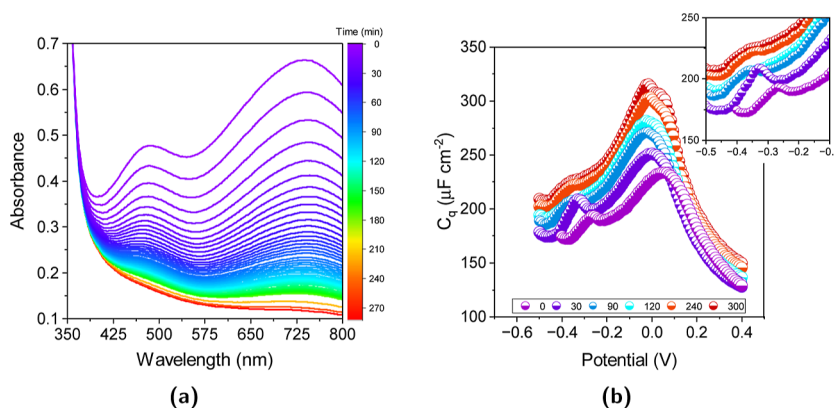 Time (min)
0.7
0.6
0.5
0.4
0.3
0.2
0.1
Absorbance
350 425 500 575 650 725 800
Wavelength (nm)
0
30
60
90
120
150
180
210
240
270
(a)
350
300
250
200
150
100
Cq (µF cm⁻²)
−0.6 −0.4 −0.2 0.0 0.2 0.4
Potential (V)
0 30 90 120 240 300
250
200
150
−0.5 −0.4 −0.3 −0.2 −0.
(b)